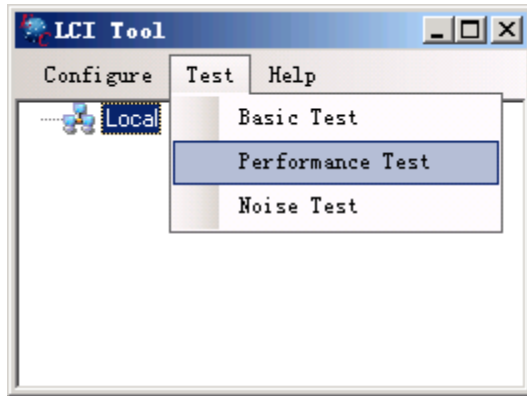 LCI Tool
Configure Test Help
Local
Basic Test
Performance Test
Noise Test